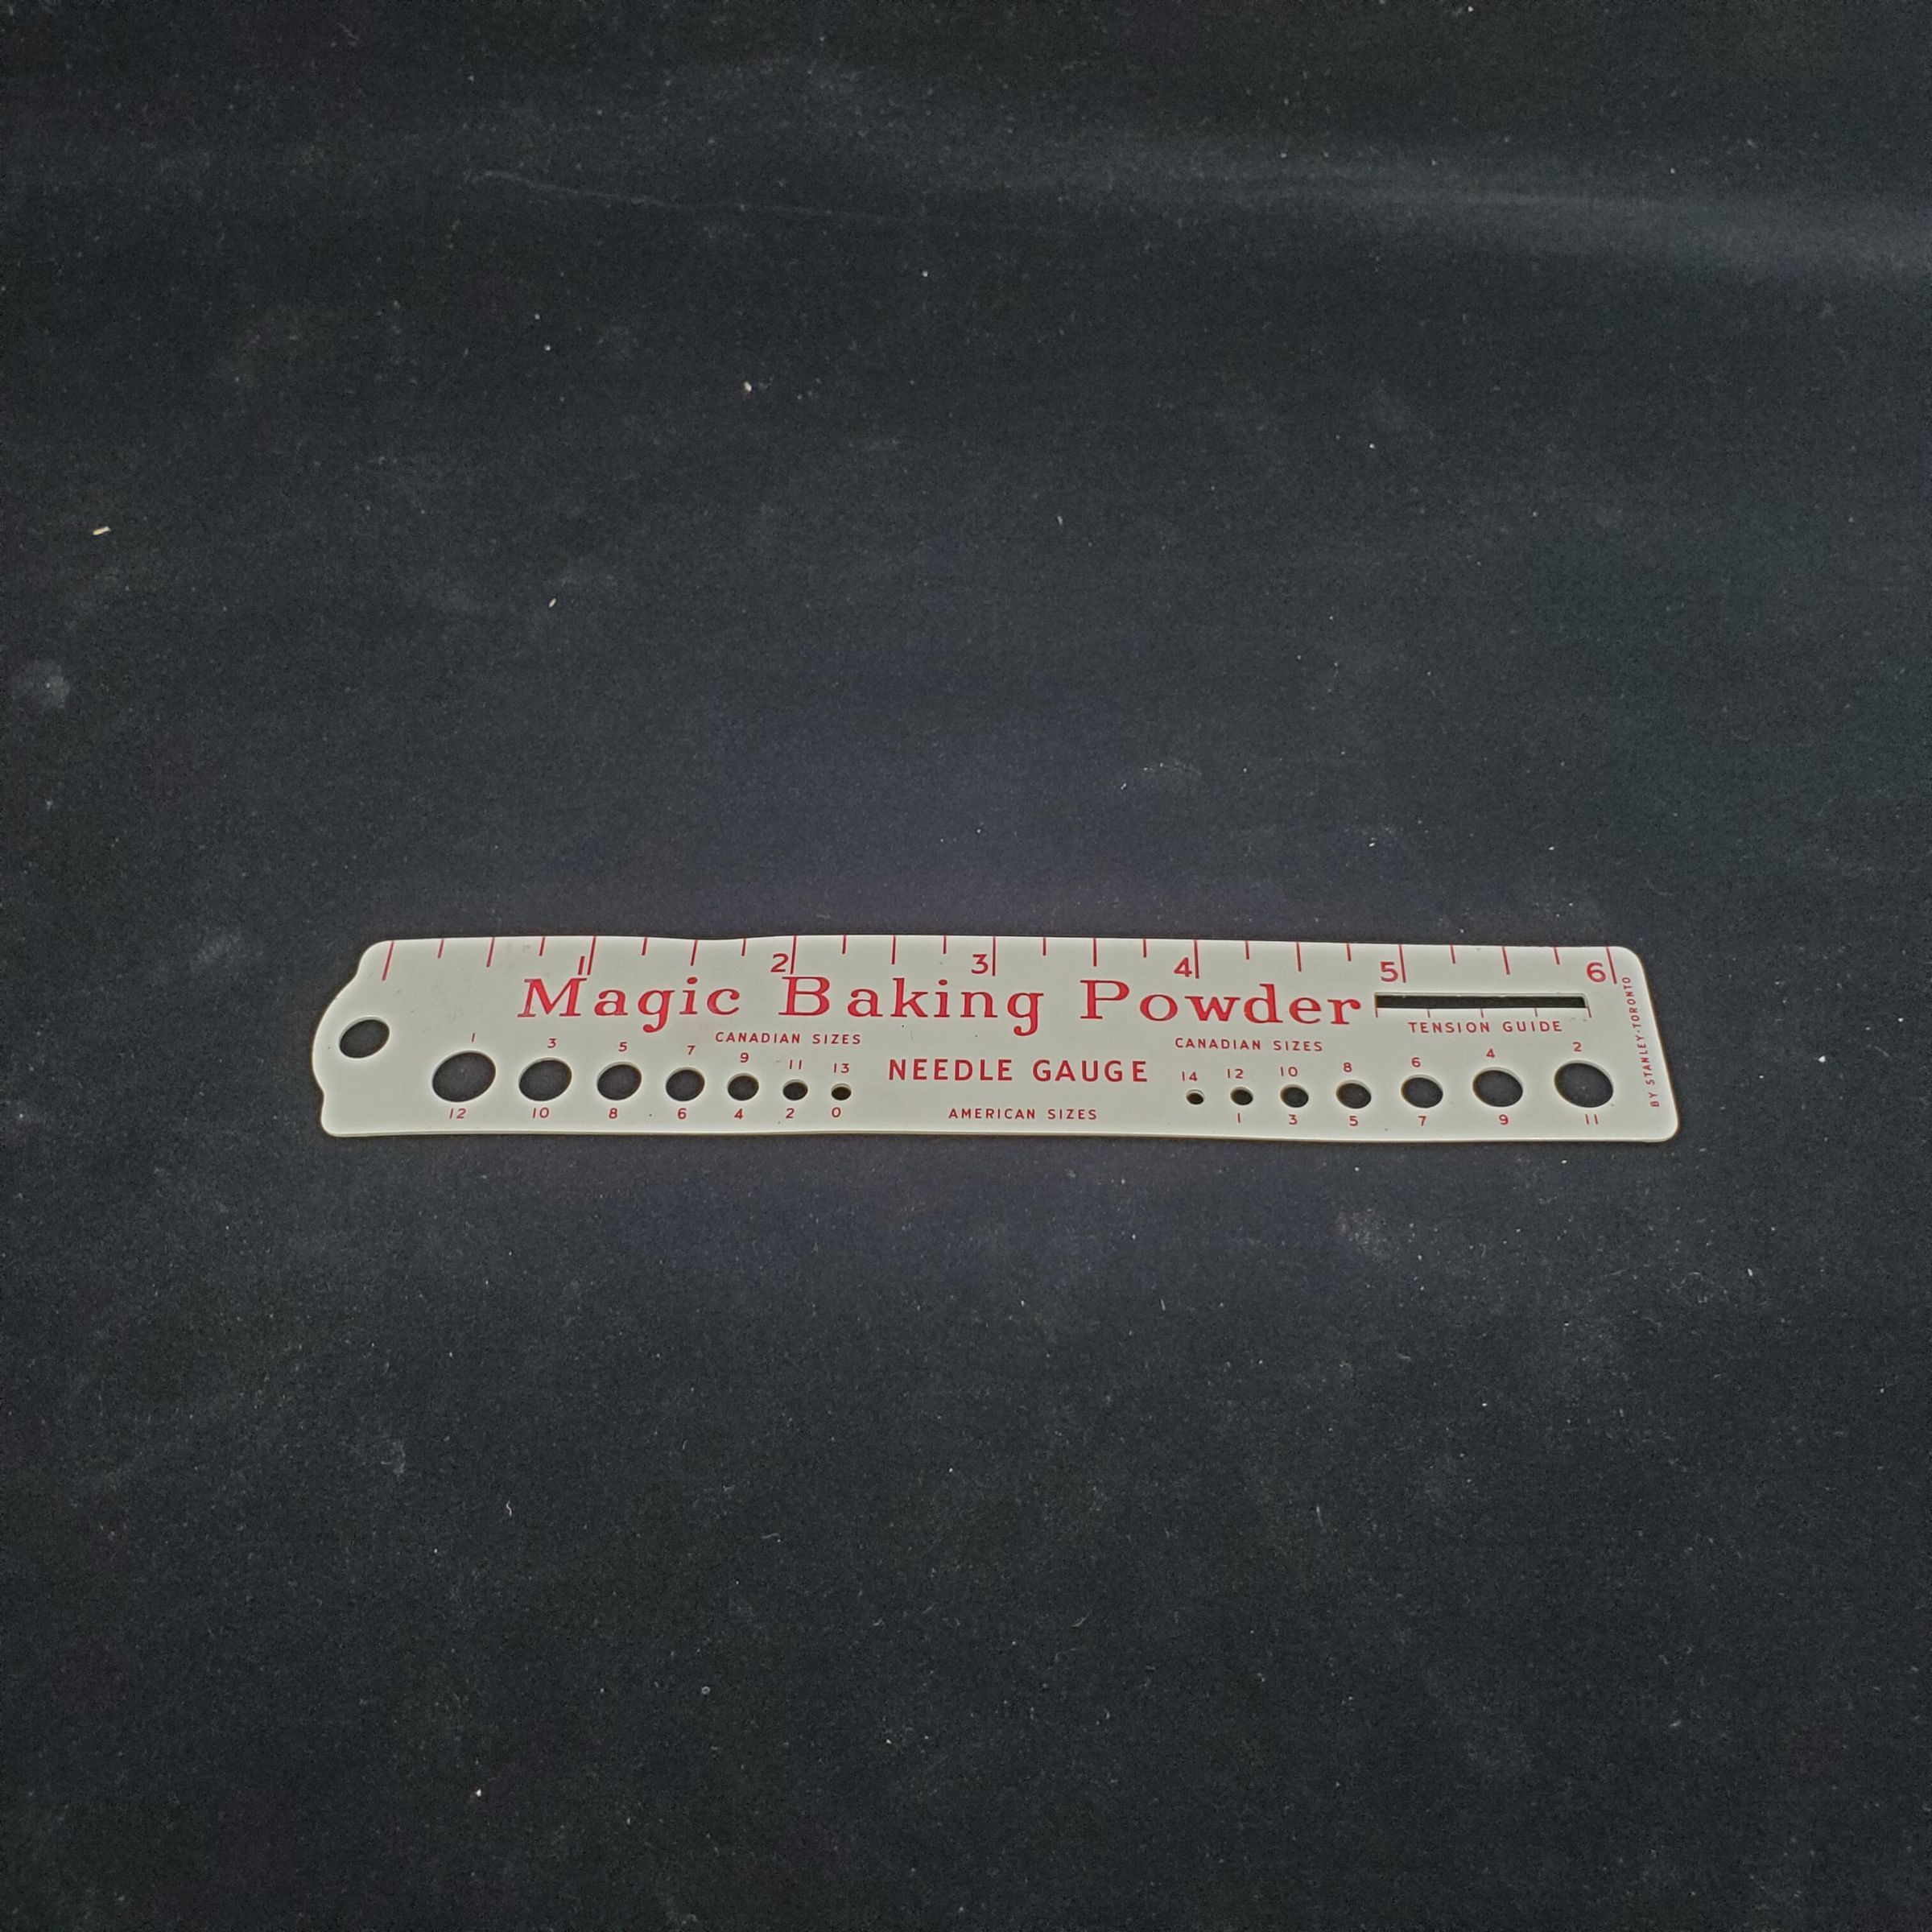 1 2 3 4 5 6
Magic Baking Powder
TENSION GUIDE
CANADIAN SIZES
CANADIAN SIZES
1 3 5 7 9 11 13
NEEDLE GAUGE
14 12 10 8 6 4 2
12 10 8 6 4 2 0
AMERICAN SIZES
1 3 5 7 9 11
BY STANLEY-TORONTO